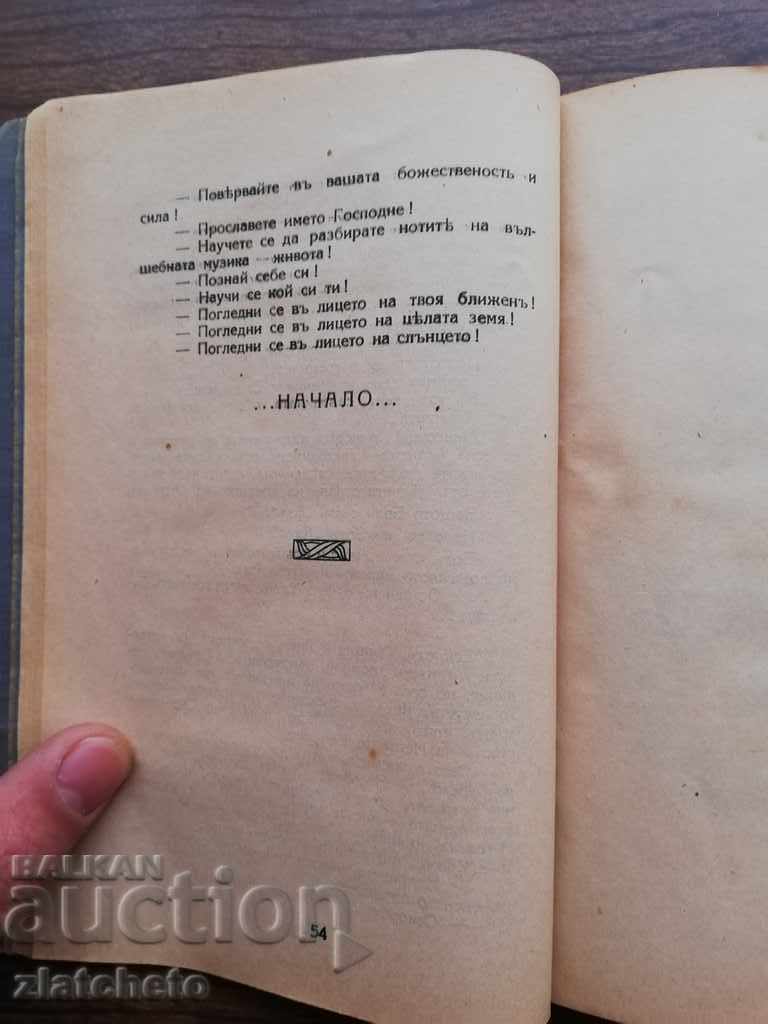 — Повѣрвайте въ вашата божественость и
сила!
— Прославете името Господне!
— Научете се да разбирате нотитѣ на въл-
шебната музика — живота!
— Познай себе си!
— Научи се кой си ти!
— Погледни се въ лицето на твоя ближенъ!
— Погледни се въ лицето на цѣлата земя!
— Погледни се въ лицето на слънцето!
...НАЧАЛО...
54
BALKAN
auction
zlatcheto